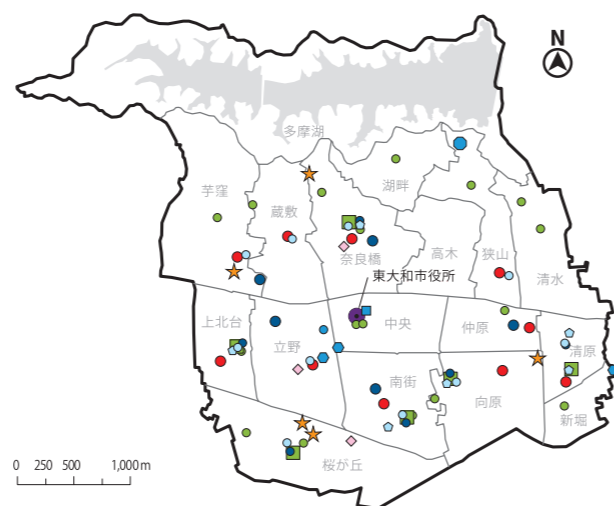 N
多摩湖
湖畔
芋窪
蔵敷
奈良橋
高木
狭山
清水
東大和市役所
上北台
立野
中央
仲原
清原
南街
向原
新堀
桜が丘
0 250 500 1,000m